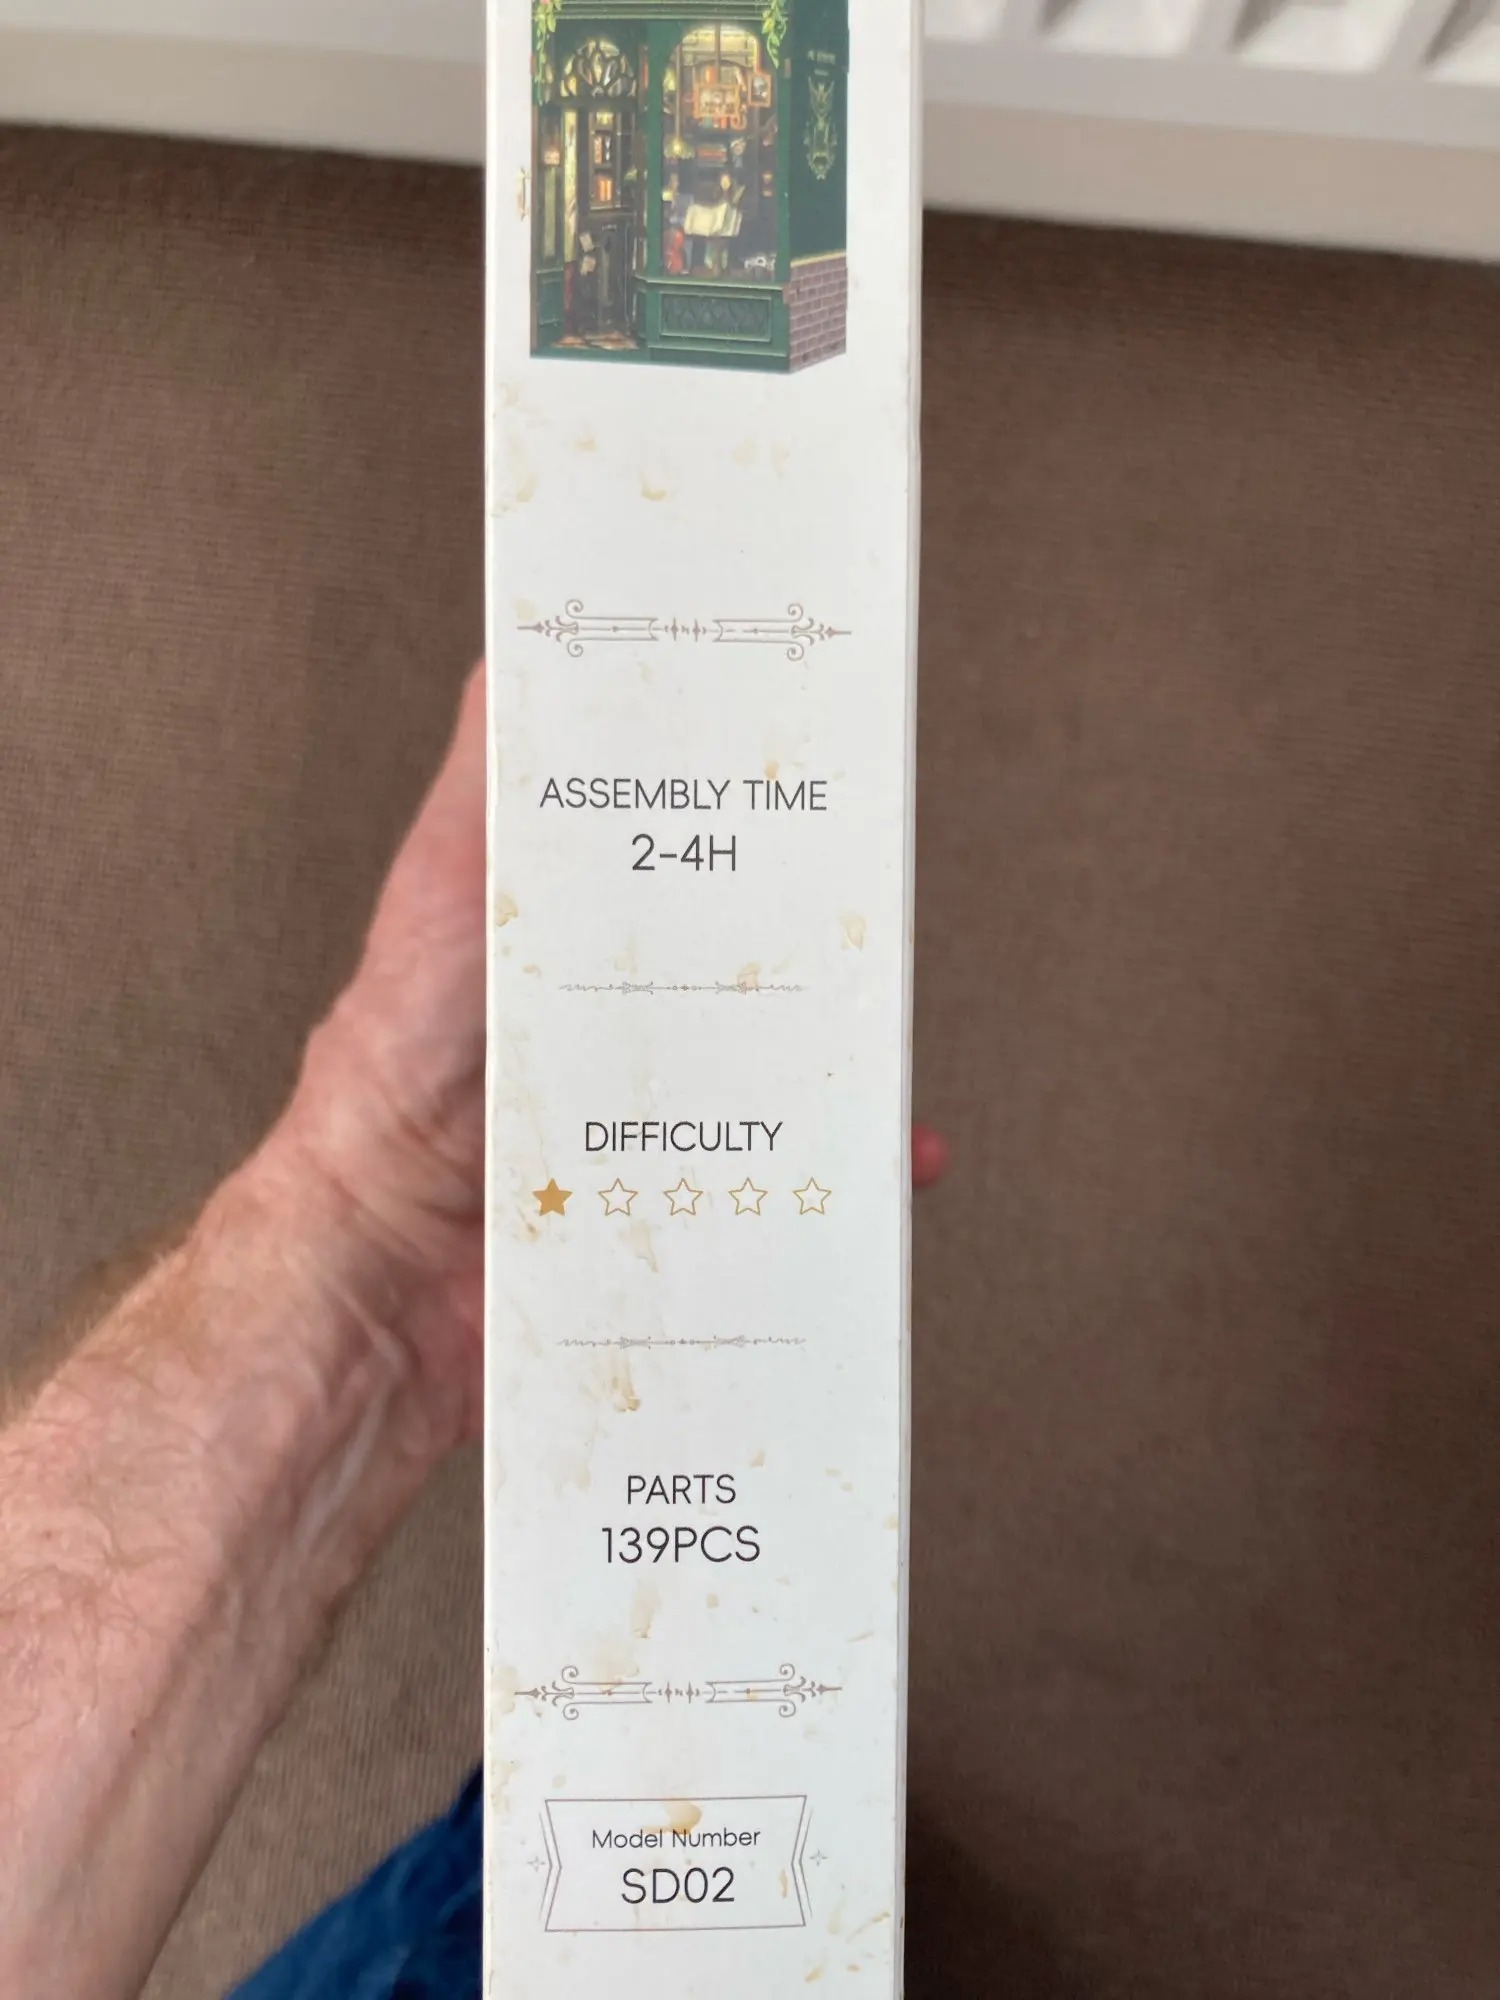 ASSEMBLY TIME
2-4H
DIFFICULTY
PARTS
139PCS
Model Number
SD02